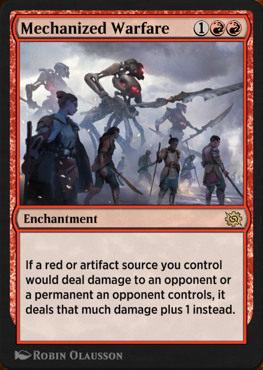 Mechanized Warfare 1
Enchantment
If a red or artifact source you control
would deal damage to an opponent or
a permanent an opponent controls, it
deals that much damage plus 1 instead.
Robin Olausson